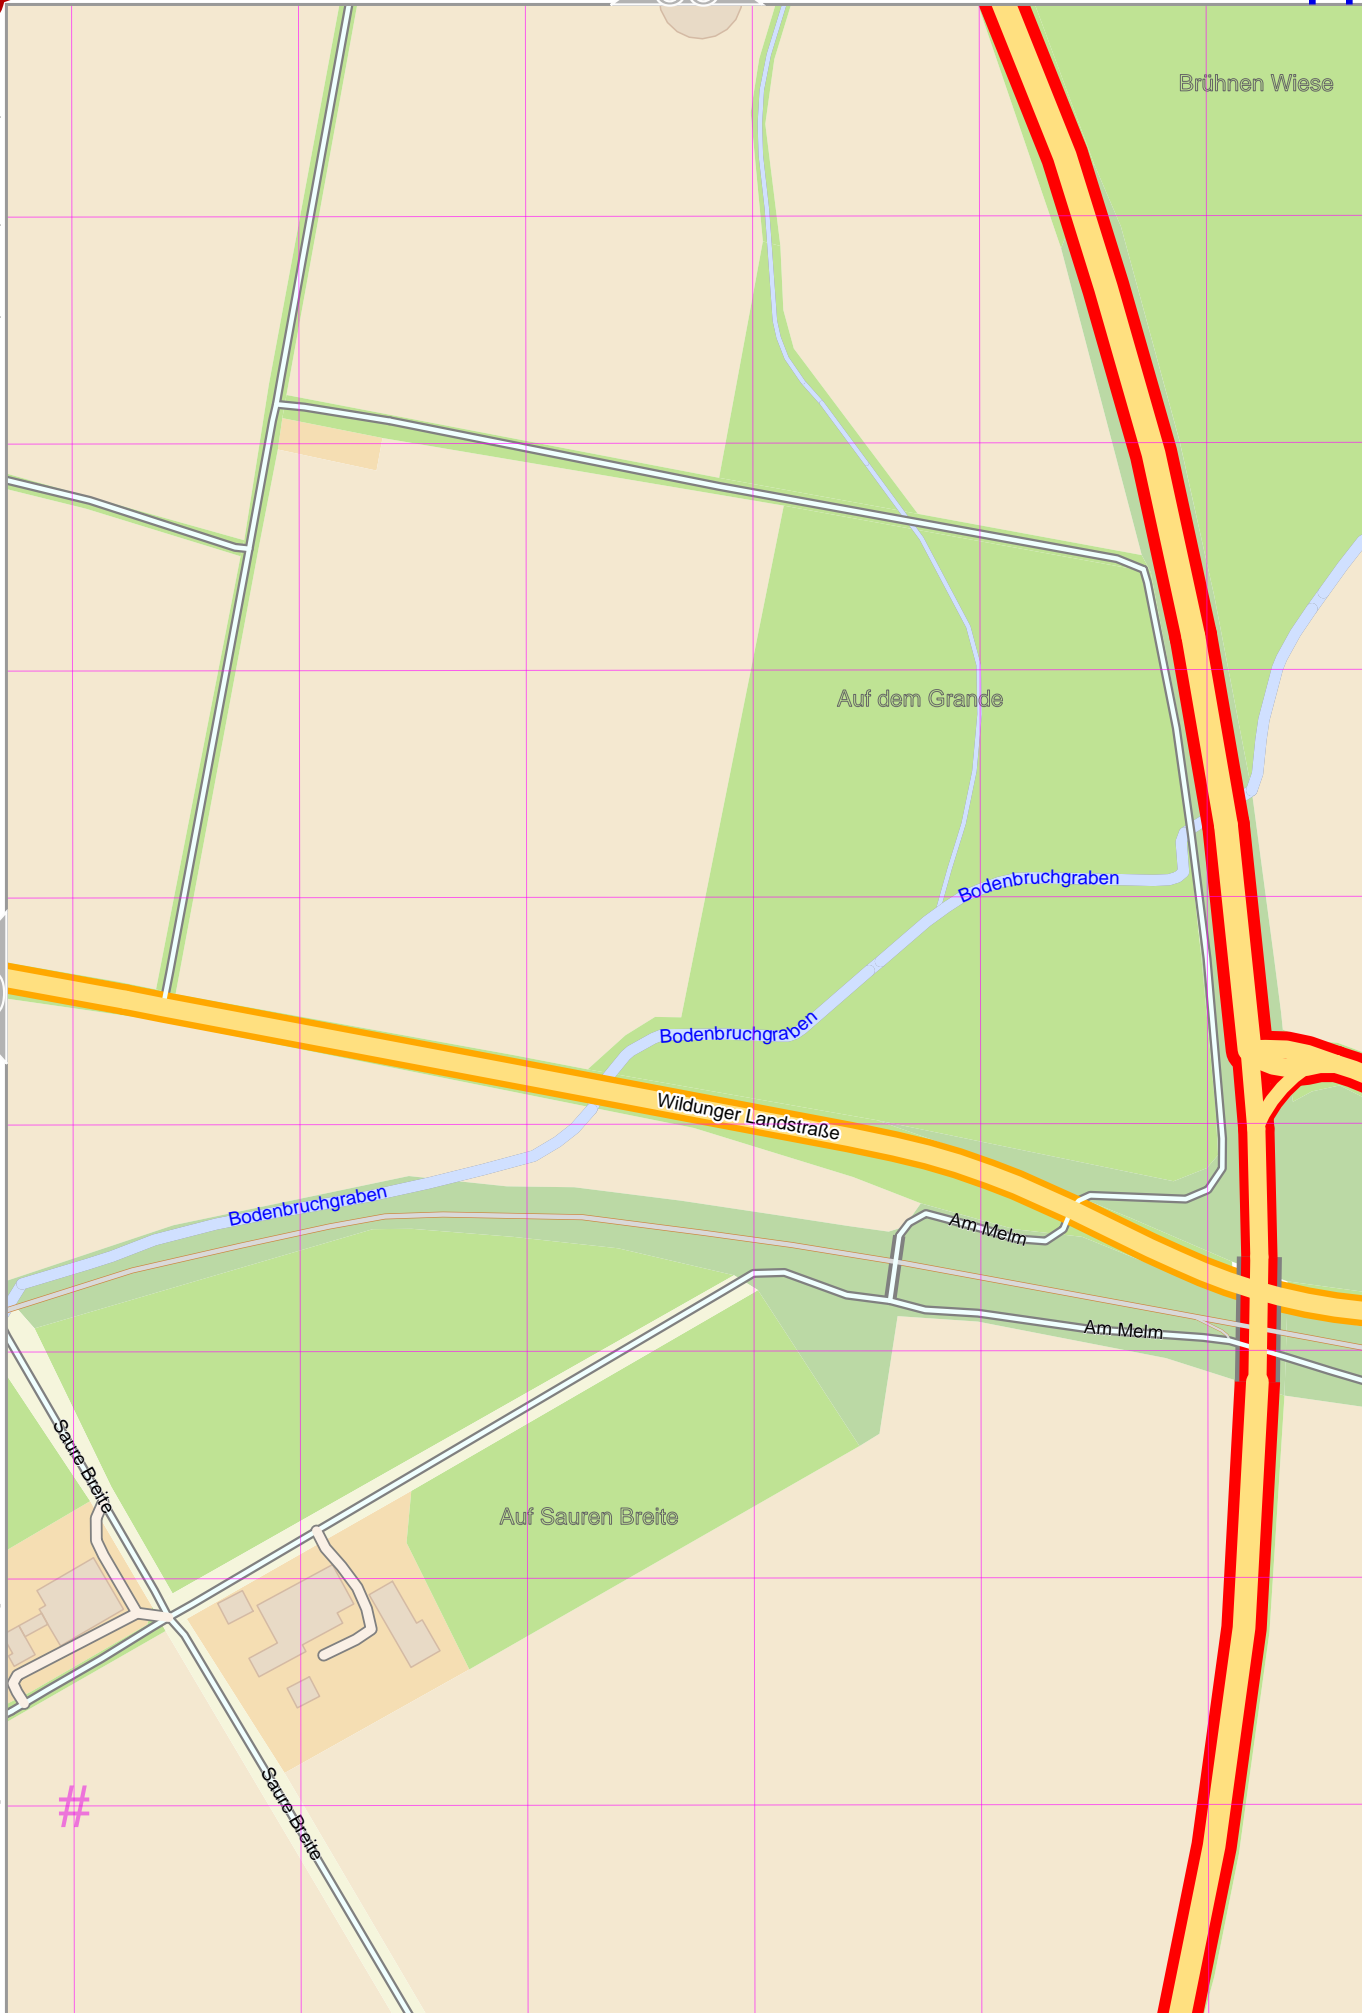 Brühnen Wiese
Auf dem Grande
Bodenbruchgraben
Bodenbruchgraben
Wildunger Landstraße
Bodenbruchgraben
Am Melm
Am Melm
Saure Breite
Auf Sauren Breite
#
Saure Breite